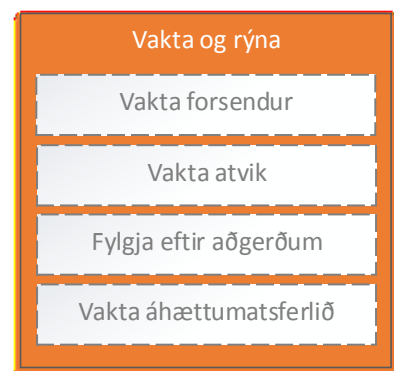 Vakta og rýna
Vakta forsendur
Vakta atvik
Fylgja eftir aðgerðum
Vakta áhættumatsferlið